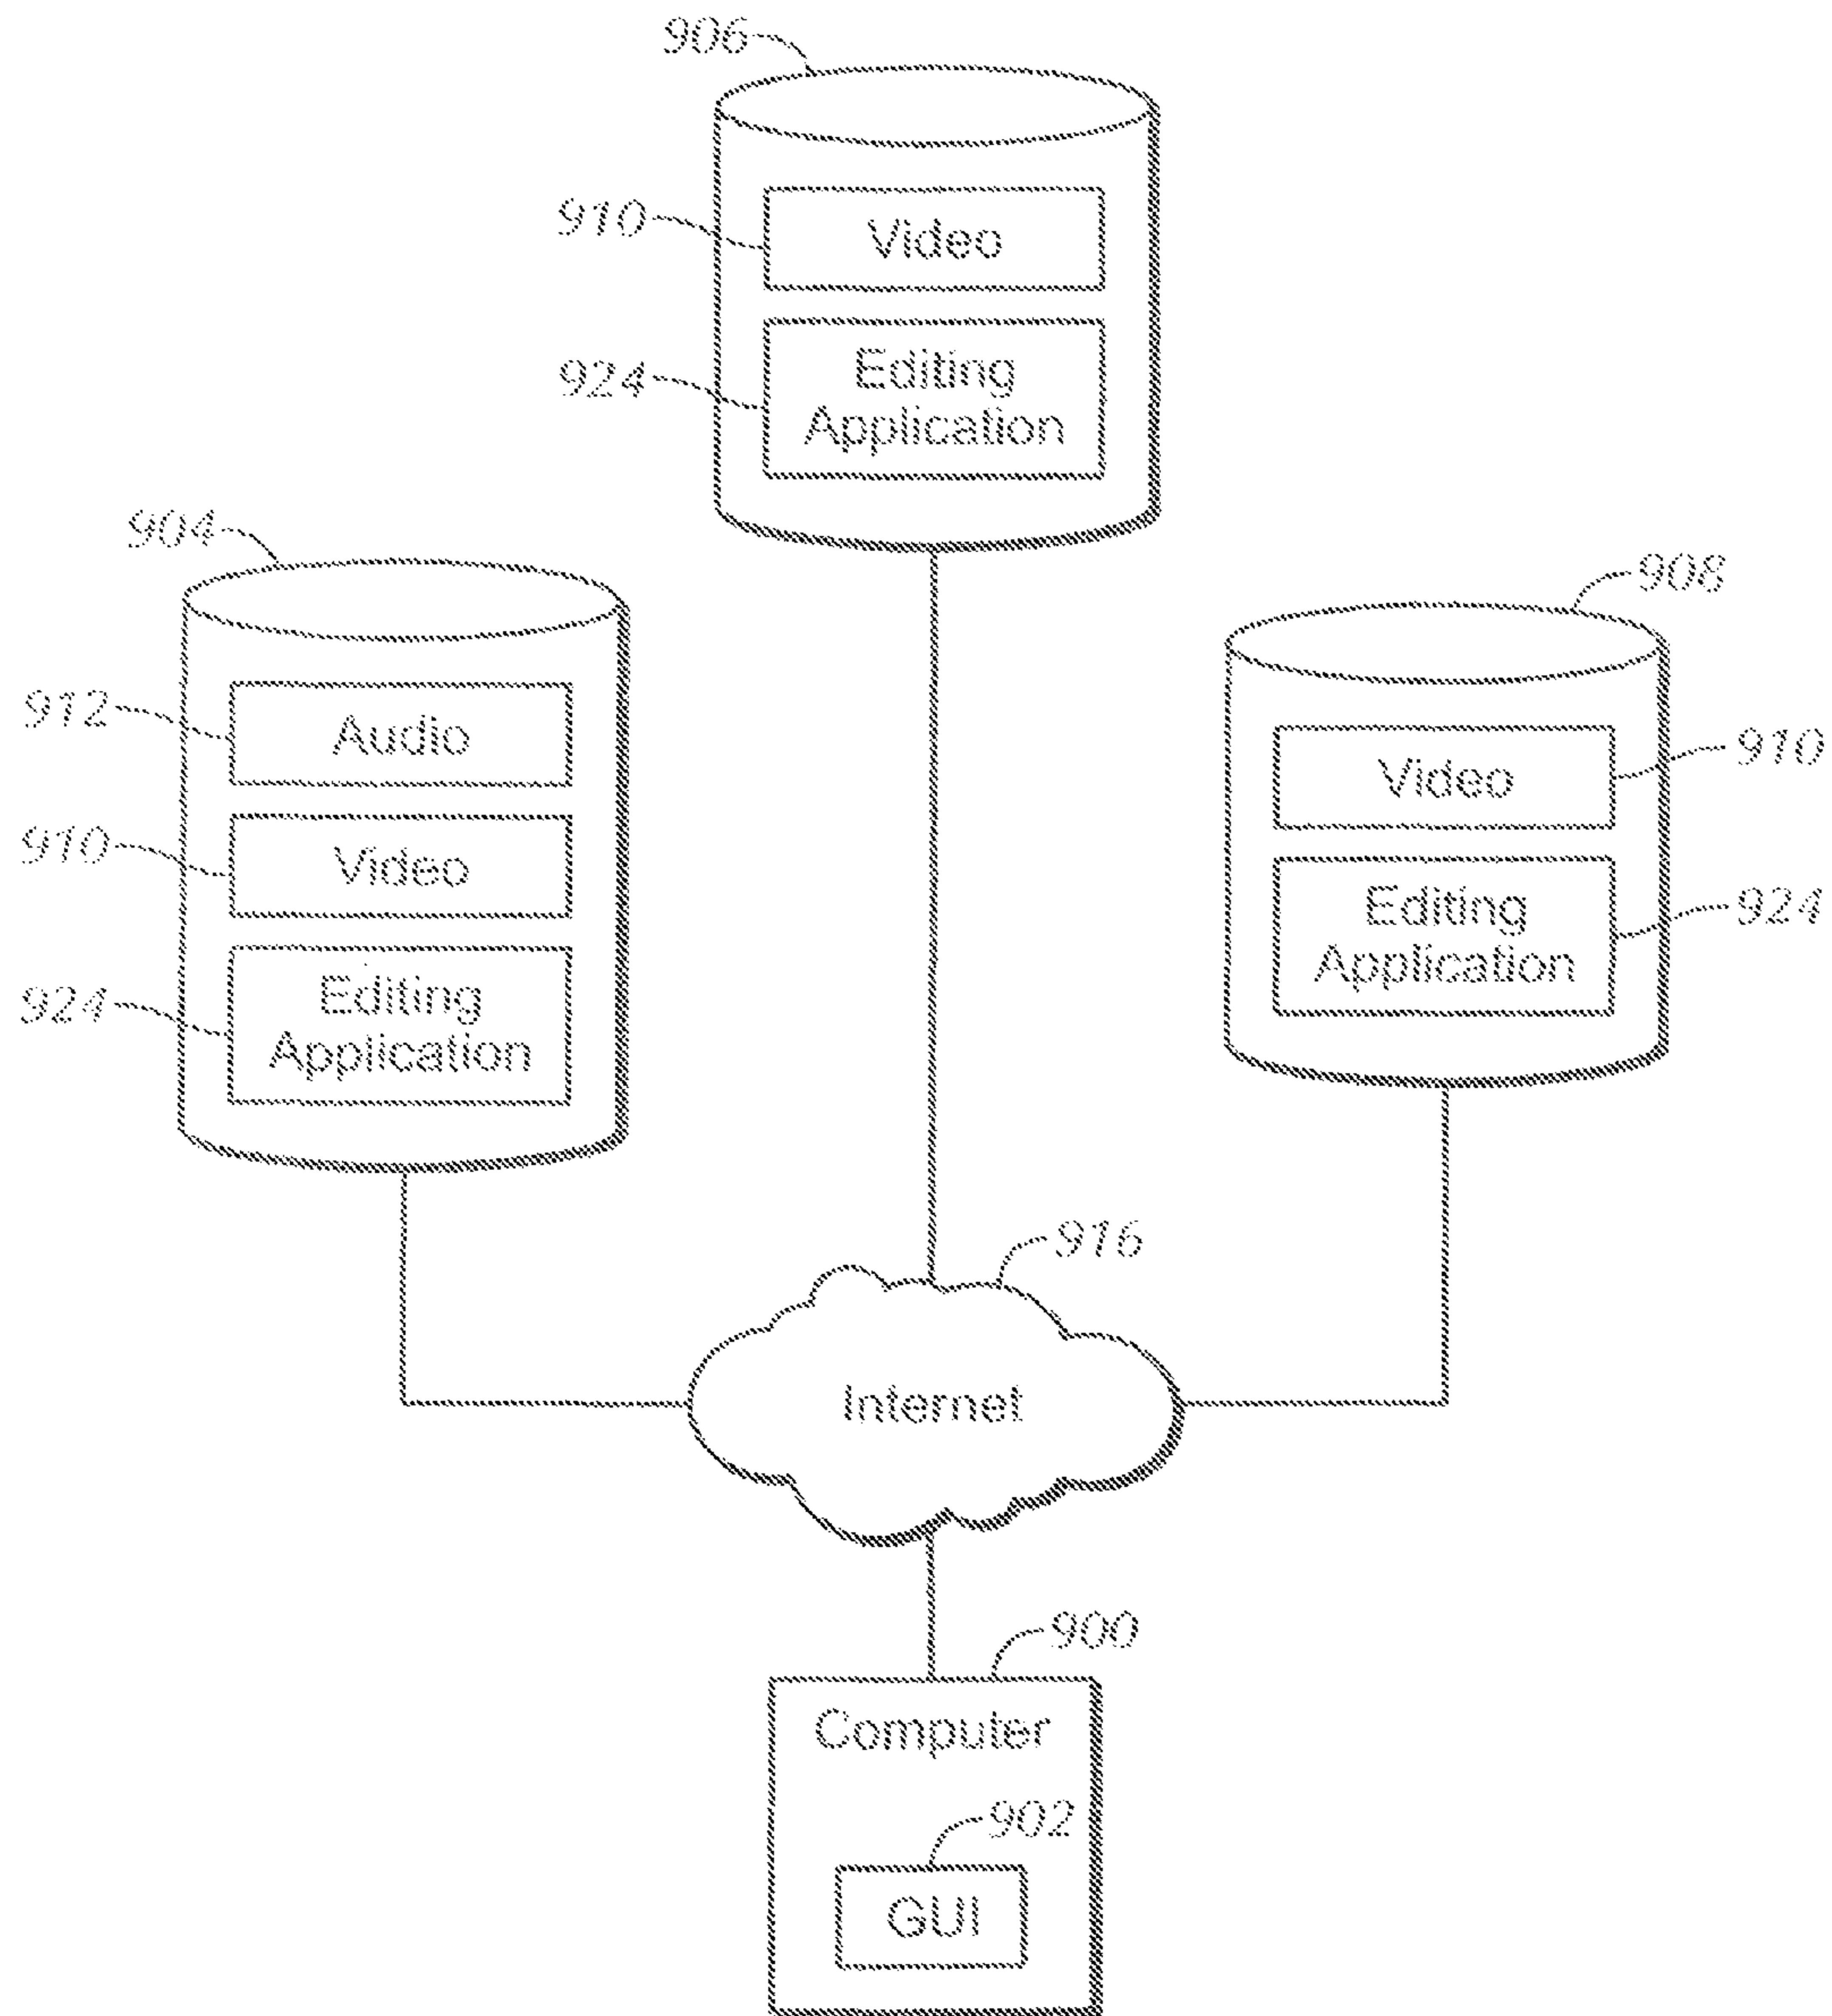 906
910
Video
924
Editing
Application
904
912
Audio
910
Video
924
Editing
Application
908
Video
910
Editing
Application
924
916
Internet
900
Computer
902
GUI